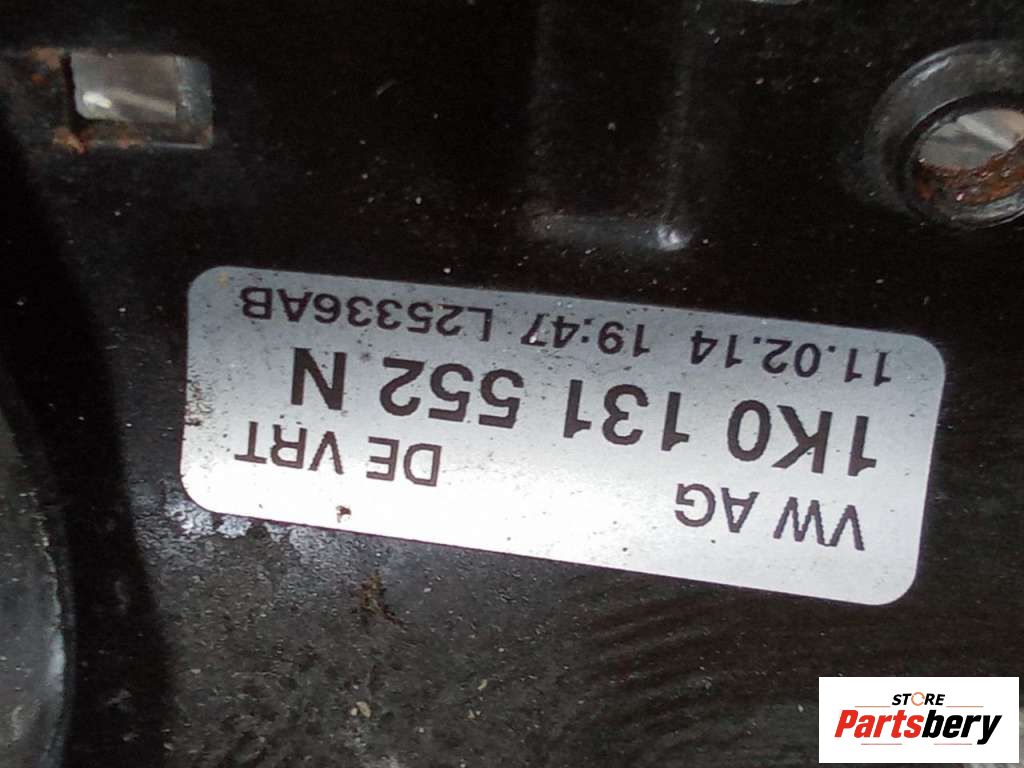 VW AG DE VRT
1K0 131 552 N
11.02.14 19:47 L25336AB
STORE
Partsbery